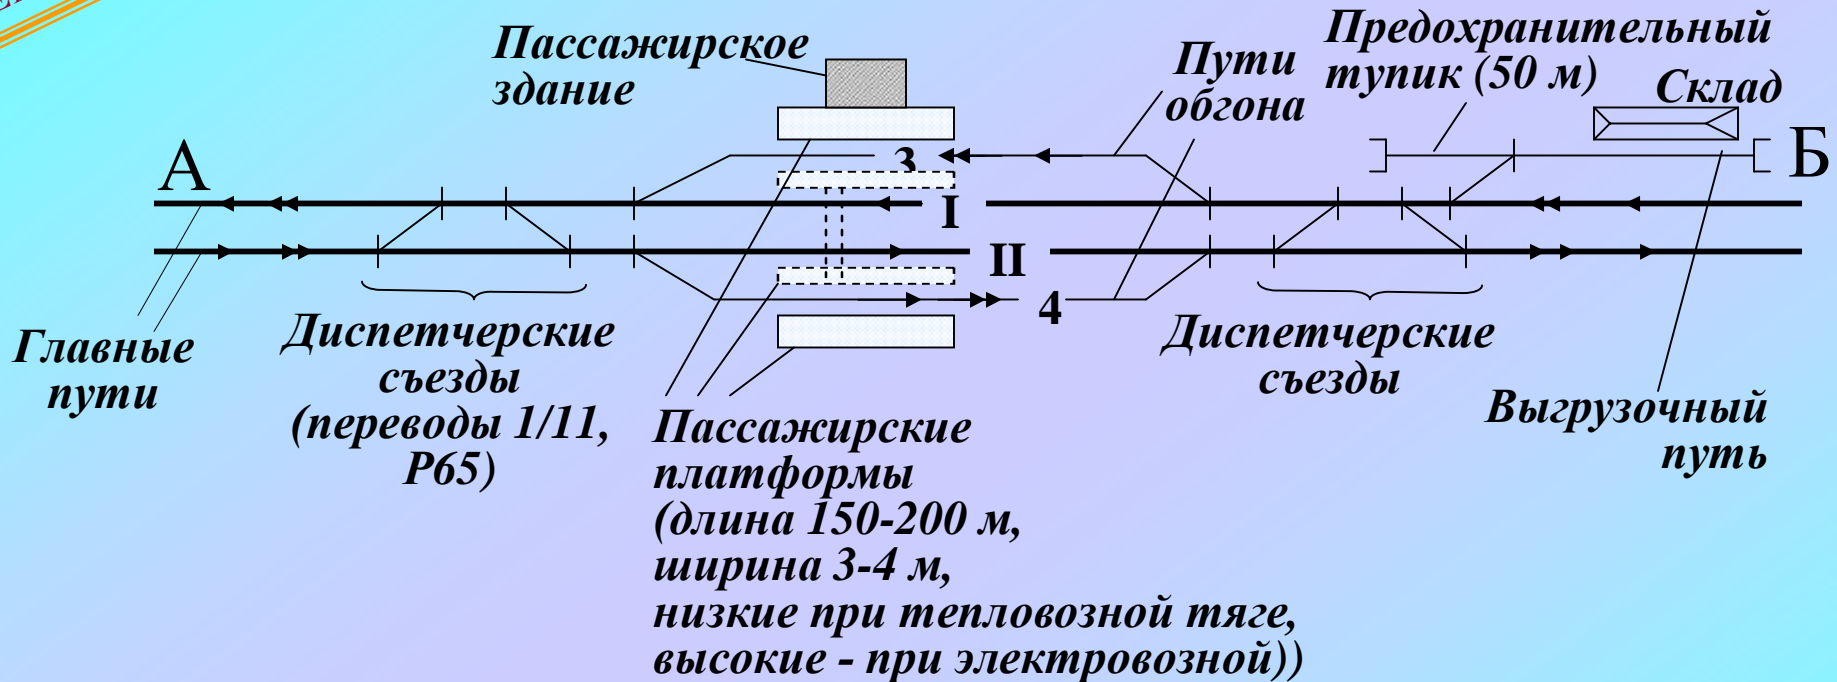 Пассажирское
здание
Пути
обгона
Предохранительный
тупик (50 м)
Склад
А
Б
3
I
II
4
Главные
пути
Диспетчерские
съезды
(переводы 1/11,
Р65)
Пассажирские
платформы
(длина 150-200 м,
ширина 3-4 м,
низкие при тепловозной тяге,
высокие - при электровозной))
Диспетчерские
съезды
Выгрузочный
путь